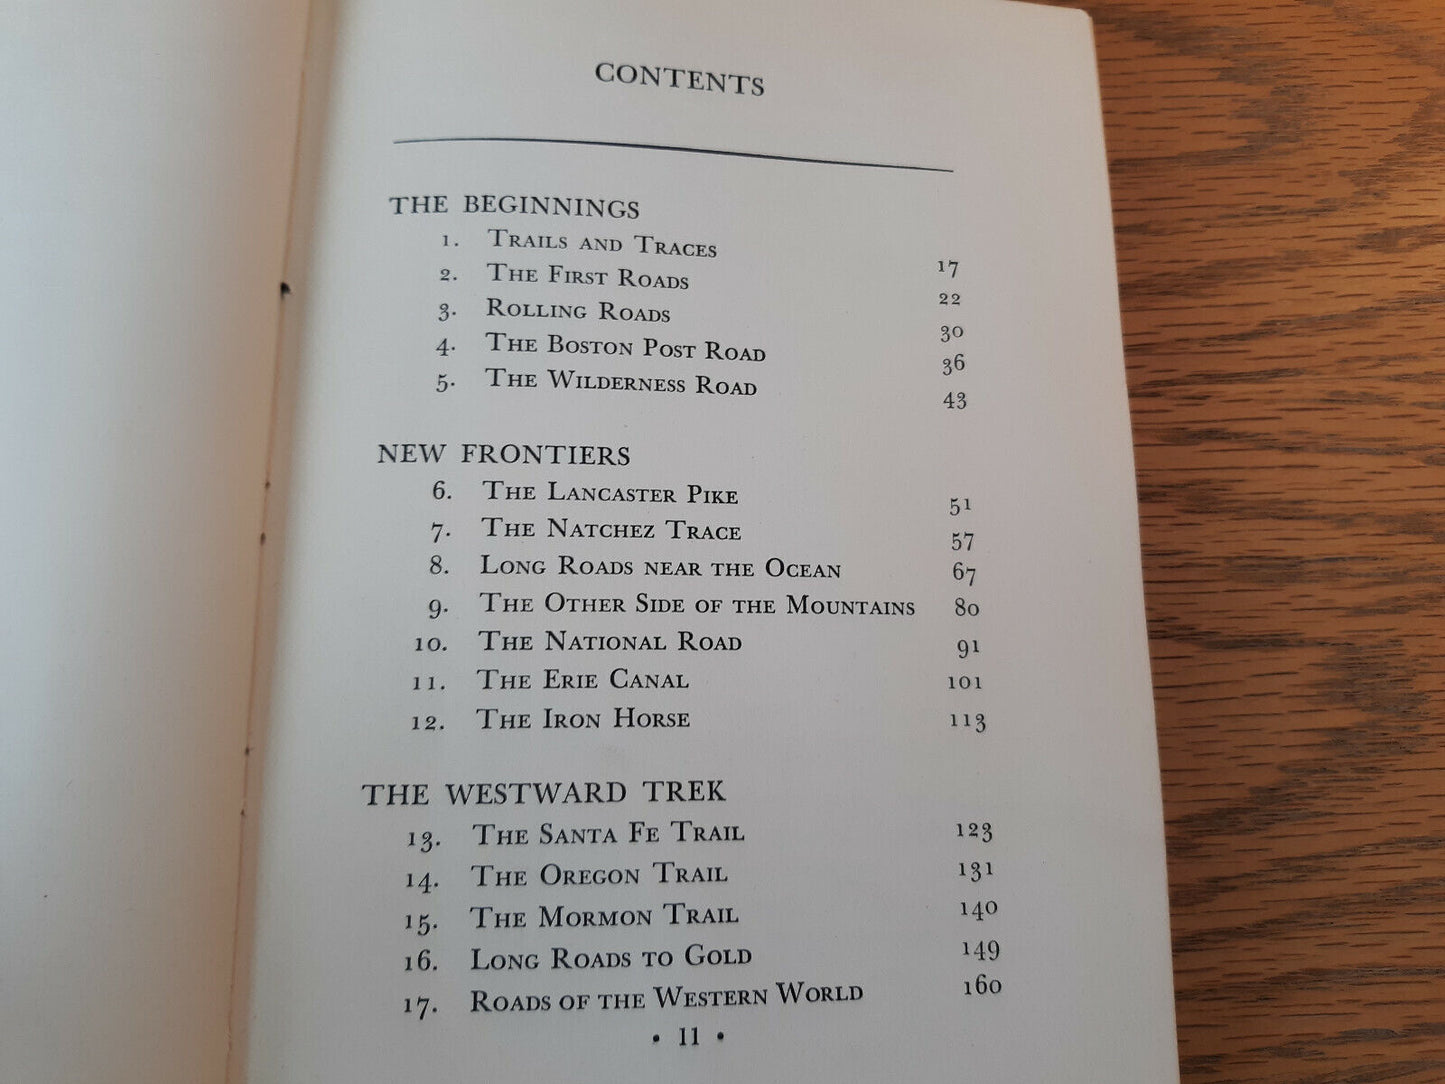 CONTENTS
THE BEGINNINGS
1. TRAILS AND TRACES 17
2. THE FIRST ROADS 22
3. ROLLING ROADS 30
4. THE BOSTON POST ROAD 36
5. THE WILDERNESS ROAD 43
NEW FRONTIERS
6. THE LANCASTER PIKE 51
7. THE NATCHEZ TRACE 57
8. LONG ROADS NEAR THE OCEAN 67
9. THE OTHER SIDE OF THE MOUNTAINS 80
10. THE NATIONAL ROAD 91
11. THE ERIE CANAL 101
12. THE IRON HORSE 113
THE WESTWARD TREK
13. THE SANTA FE TRAIL 123
14. THE OREGON TRAIL 131
15. THE MORMON TRAIL 140
16. LONG ROADS TO GOLD 149
17. ROADS OF THE WESTERN WORLD 160
• 11 •